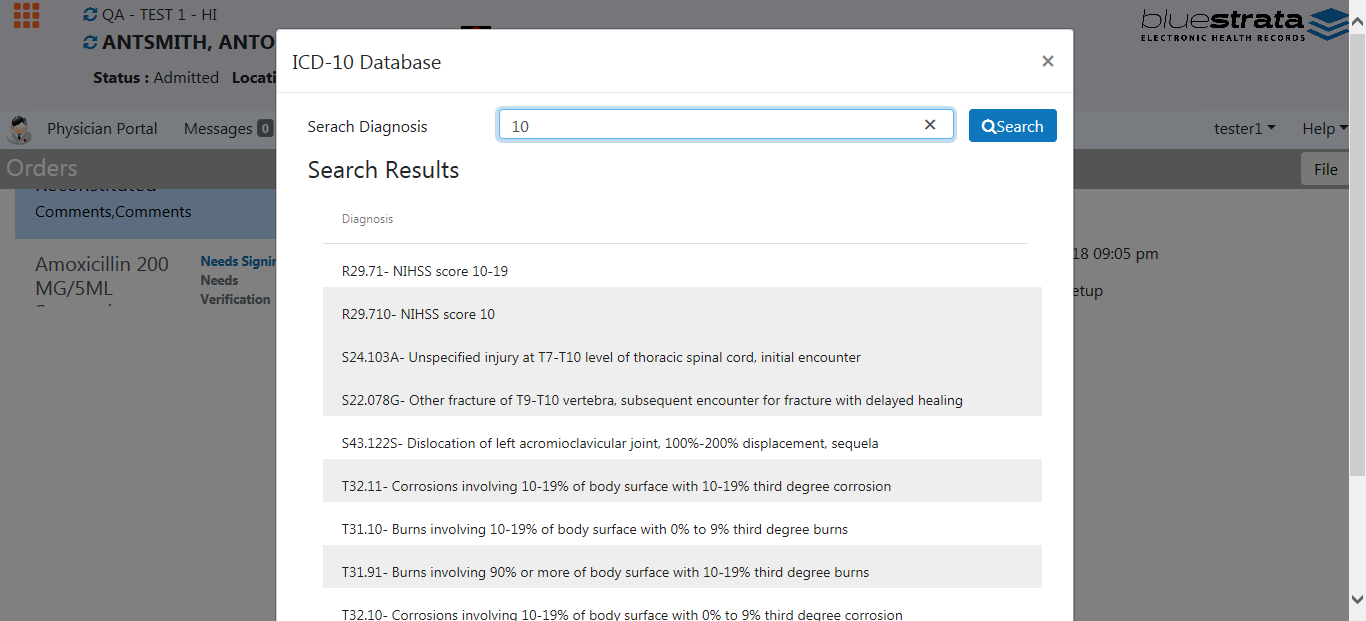 QA - TEST 1 - HI
ANTSMITH, ANTO
Status : Admitted Locati
bluestrata
ELECTRONIC HEALTH RECORDS
Physician Portal Messages 0 tester1 Help
Orders File
Reconstituted
Comments,Comments
Amoxicillin 200
MG/5ML
Needs Signin
Needs
Verification
18 09:05 pm
etup
ICD-10 Database ×
Serach Diagnosis 10 × Search
Search Results
Diagnosis
R29.71- NIHSS score 10-19
R29.710- NIHSS score 10
S24.103A- Unspecified injury at T7-T10 level of thoracic spinal cord, initial encounter
S22.078G- Other fracture of T9-T10 vertebra, subsequent encounter for fracture with delayed healing
S43.122S- Dislocation of left acromioclavicular joint, 100%-200% displacement, sequela
T32.11- Corrosions involving 10-19% of body surface with 10-19% third degree corrosion
T31.10- Burns involving 10-19% of body surface with 0% to 9% third degree burns
T31.91- Burns involving 90% or more of body surface with 10-19% third degree burns
T32.10- Corrosions involving 10-19% of body surface with 0% to 9% third degree corrosion